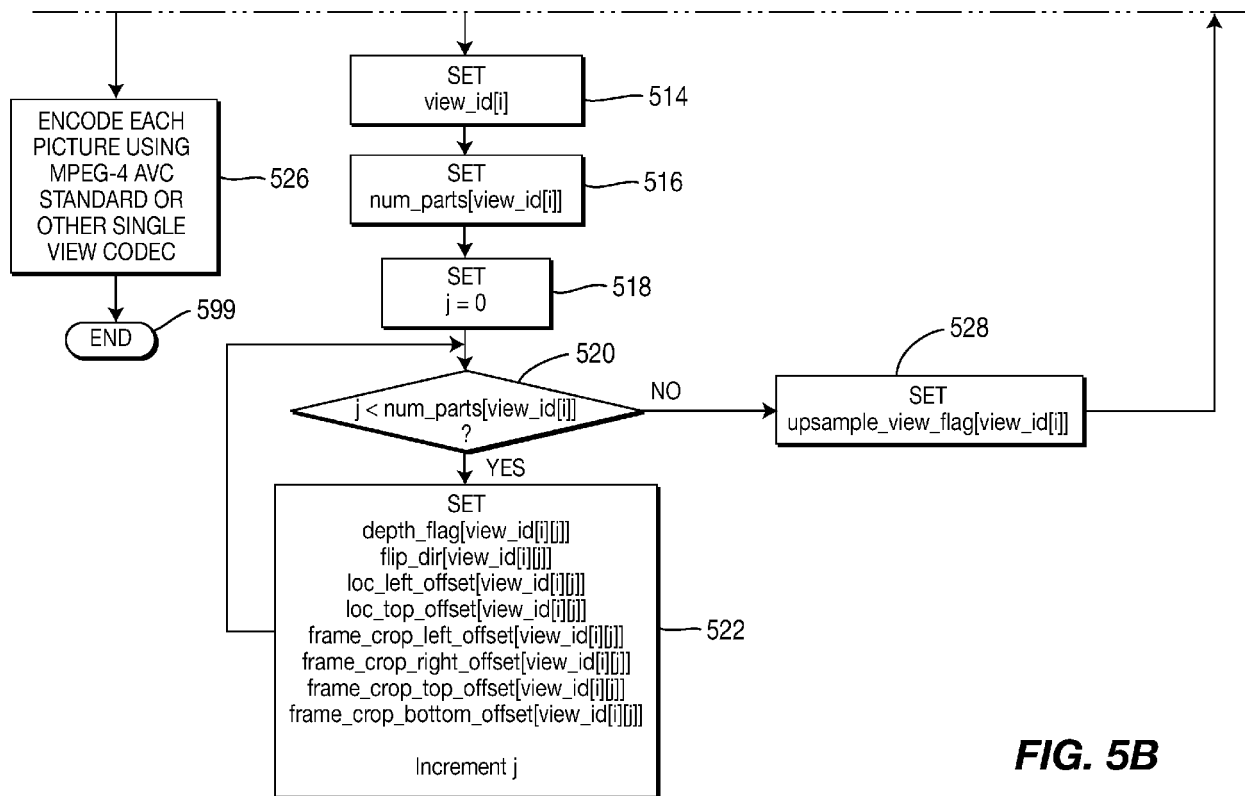 ENCODE EACH
PICTURE USING
MPEG-4 AVC
STANDARD OR
OTHER SINGLE
VIEW CODEC
526
END
599
SET
view_id[i]
514
SET
num_parts[view_id[i]]
516
SET
j = 0
518
520
j < num_parts[view_id[i]]
?
NO
YES
528
SET
upsample_view_flag[view_id[i]]
SET
depth_flag[view_id[i][j]]
flip_dir[view_id[i][j]]
loc_left_offset[view_id[i][j]]
loc_top_offset[view_id[i][j]]
frame_crop_left_offset[view_id[i][j]]
frame_crop_right_offset[view_id[i][j]]
frame_crop_top_offset[view_id[i][j]]
frame_crop_bottom_offset[view_id[i][j]]
Increment j
522
FIG. 5B